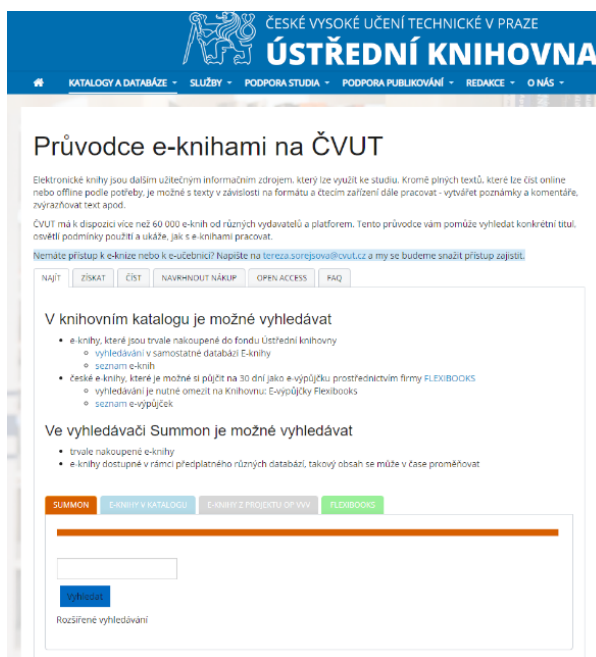 ČESKÉ VYSOKÉ UČENÍ TECHNICKÉ V PRAZE
ÚSTŘEDNÍ KNIHOVNA
KATALOGY A DATABÁZE SLUŽBY PODPORA STUDIA PODPORA PUBLIKOVÁNÍ REDAKCE O NÁS
Průvodce e-knihami na ČVUT
Elektronické knihy jsou dalším užitečným informačním zdrojem, který lze využít ke studiu. Kromě plných textů, které lze číst online
nebo offline podle potřeby, je možné s texty v závislosti na formátu a čtecím zařízení dále pracovat - vytvářet poznámky a komentáře,
zvýrazňovat text apod.
ČVUT má k dispozici více než 60 000 e-knih od různých vydavatelů a platforem. Tento průvodce vám pomůže vyhledat konkrétní titul,
osvětlí podmínky použití a ukáže, jak s e-knihami pracovat.
Nemáte přístup k e-knize nebo k e-učebnici? Napište na tereza.sorejsova@cvut.cz a my se budeme snažit přístup zajistit.
NAJÍT ZÍSKAT ČÍST NAVRHNOUT NÁKUP OPEN ACCESS FAQ
V knihovním katalogu je možné vyhledávat
• e-knihy, které jsou trvale nakoupené do fondu Ústřední knihovny
○ vyhledávání v samostatné databázi E-knihy
○ seznam e-knih
• české e-knihy, které je možné si půjčit na 30 dní jako e-výpůjčku prostřednictvím firmy FLEXIBOOKS
○ vyhledávání je nutné omezit na Knihovnu: E-výpůjčky Flexibooks
○ seznam e-výpůjček
Ve vyhledávači Summon je možné vyhledávat
• trvale nakoupené e-knihy
• e-knihy dostupné v rámci předplatného různých databází, takový obsah se může v čase proměňovat
SUMMON E-KNIHY V KATALOGU E-KNIHY Z PROJEKTU OP VVV FLEXIBOOKS
Vyhledat
Rozšířené vyhledávání